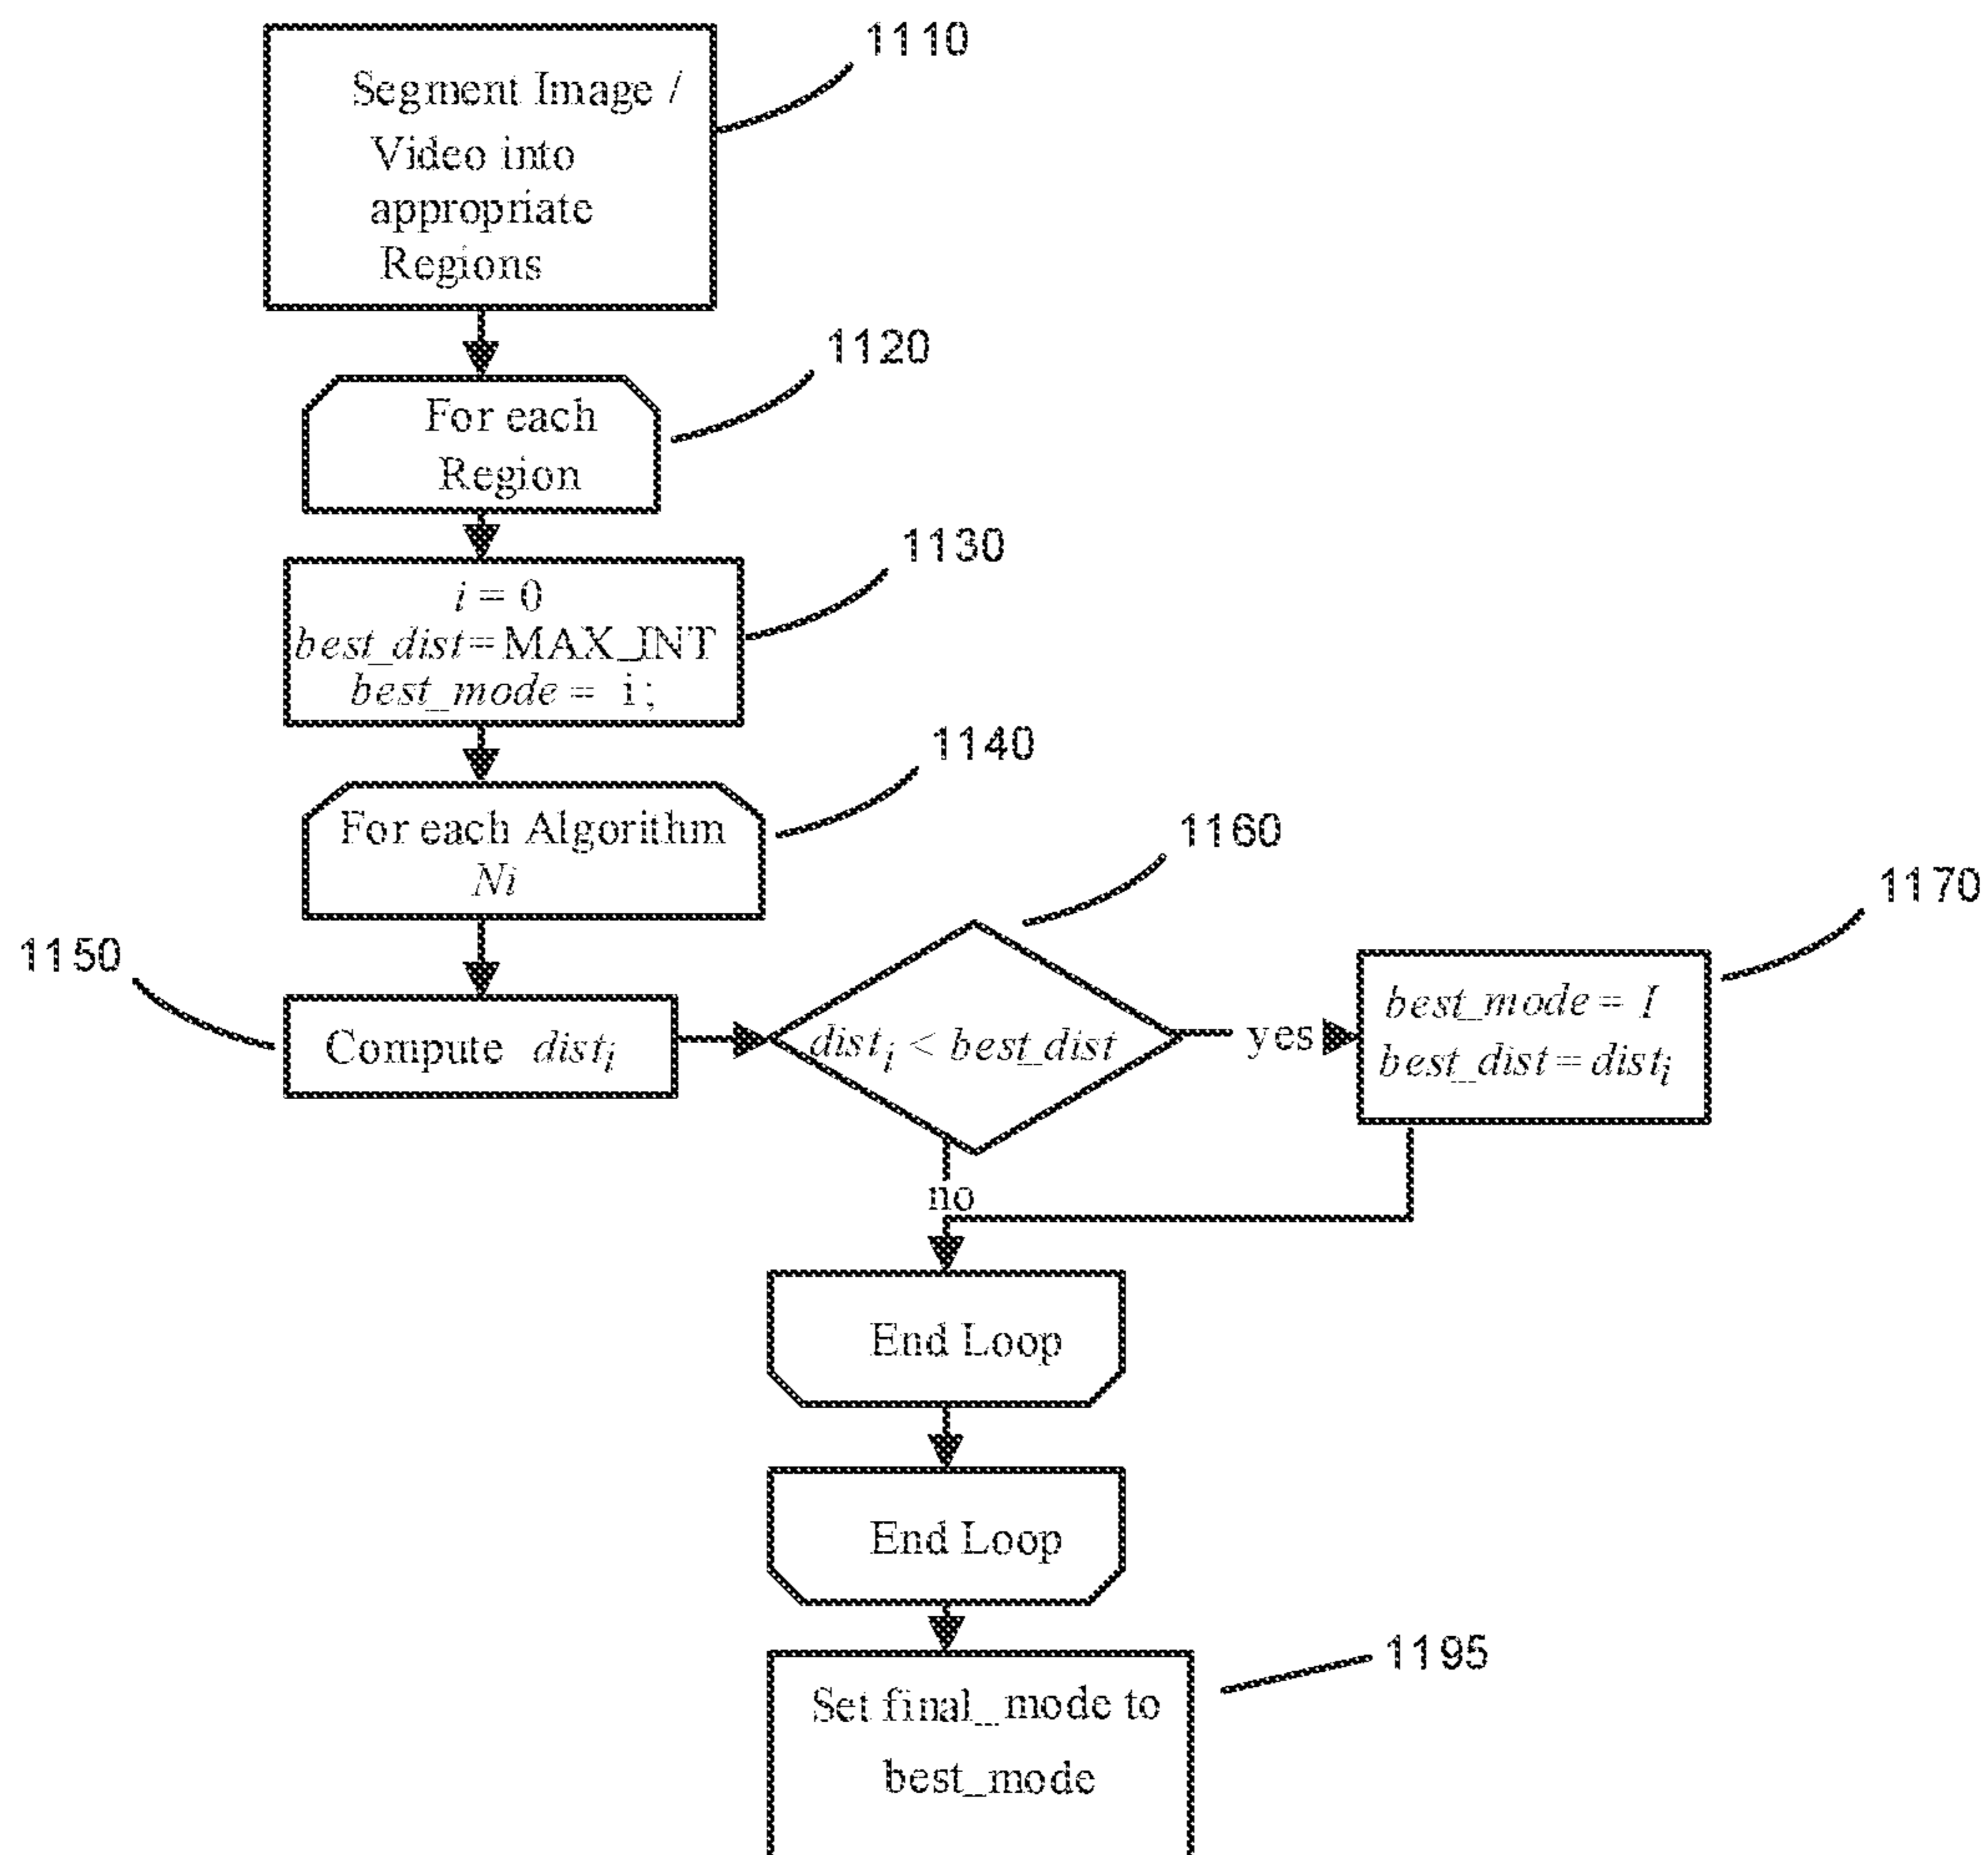 1110
Segment Image /
Video into
appropriate
Regions
1120
For each
Region
1130
i = 0
best_dist=MAX_INT
best_mode = i;
1140
For each Algorithm
Ni
1150
Compute dist_i
1160
dist_i < best_dist
yes
1170
best_mode = I
best_dist = dist_i
no
End Loop
End Loop
1195
Set final_mode to
best_mode